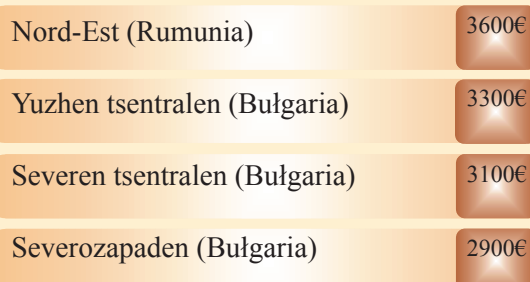 Nord-Est (Rumunia) 3600€
Yuzhen tsentralen (Bułgaria) 3300€
Severen tsentralen (Bułgaria) 3100€
Severozapaden (Bułgaria) 2900€